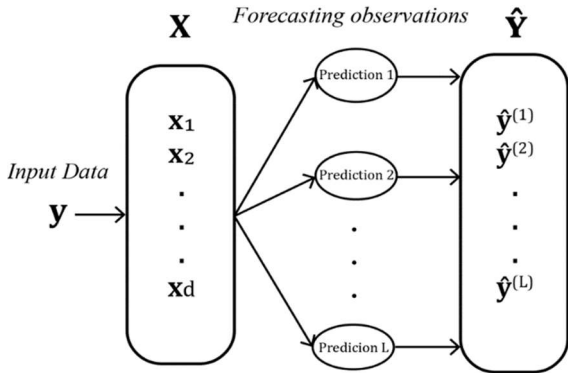 X
Forecasting observations
Ŷ
Prediction 1
x₁
ŷ⁽¹⁾
x₂
Prediction 2
ŷ⁽²⁾
Input Data
y
xd
ŷ⁽ᴸ⁾
Predicion L